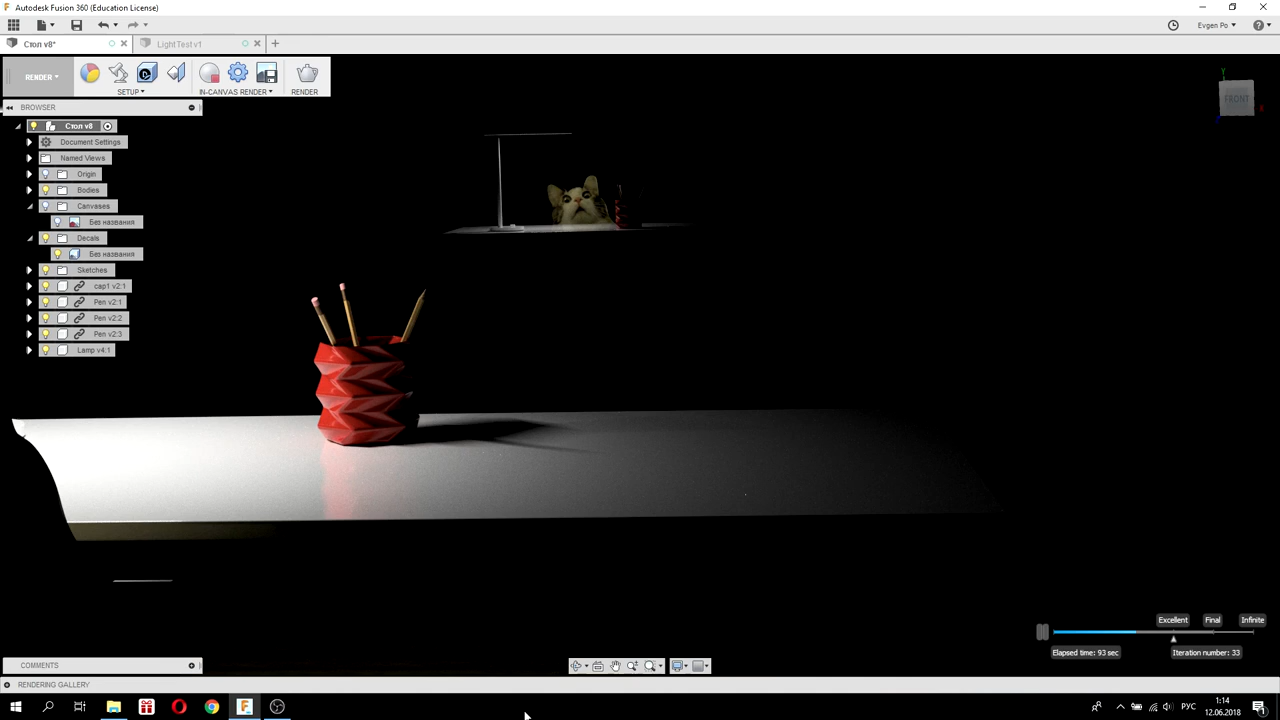 Autodesk Fusion 360 (Education License)
Evgen Po
Стол v8*
Light Test v1
RENDER
SETUP
IN-CANVAS RENDER
RENDER
BROWSER
FRONT
Y
X
Стол v8
Document Settings
Named Views
Origin
Bodies
Canvases
Без названия
Decals
Без названия
Sketches
cap1 v2:1
Pen v2:1
Pen v2:2
Pen v2:3
Lamp v4:1
Excellent Final Infinite
Elapsed time: 93 sec Iteration number: 33
COMMENTS
RENDERING GALLERY
РУС
1:14
12.06.2018
1